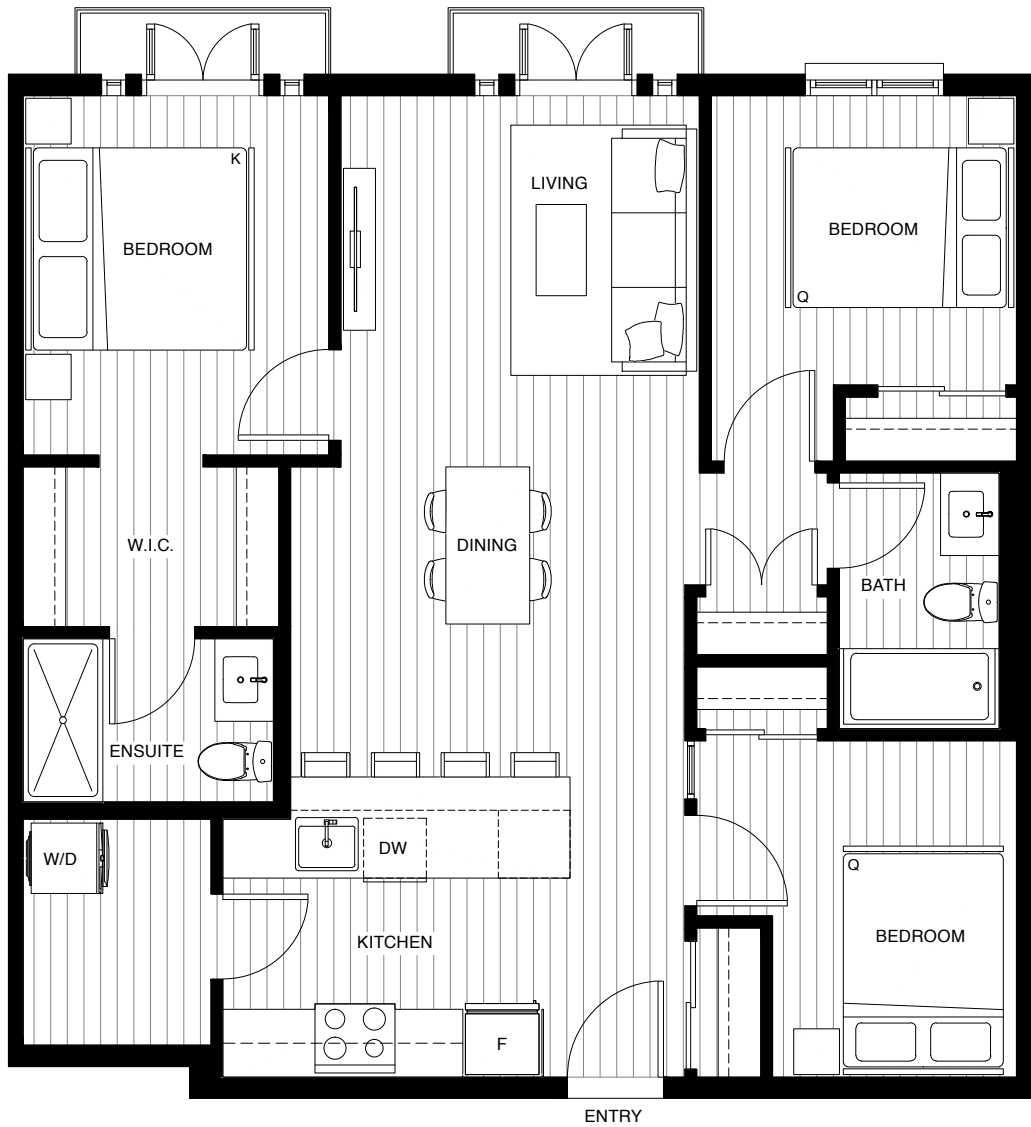 K
LIVING
BEDROOM
BEDROOM
Q
W.I.C.
DINING
BATH
ENSUITE
W/D
DW
Q
KITCHEN
BEDROOM
F
ENTRY